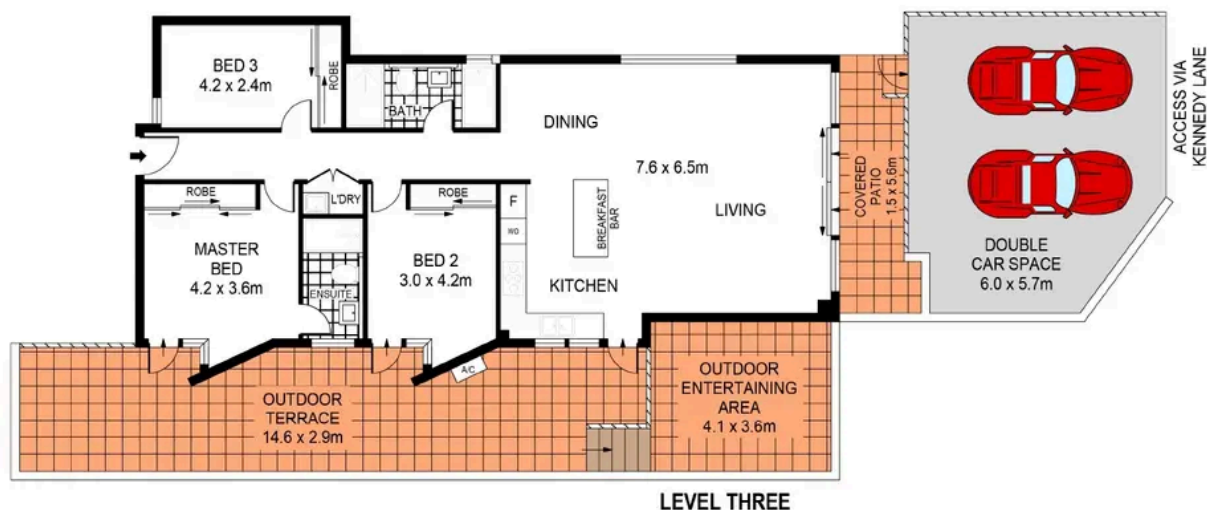 BED 3
4.2 x 2.4m
ROBE
BATH
DINING
7.6 x 6.5m
LIVING
COVERED
PATIO
1.5 x 5.6m
ACCESS VIA
KENNEDY LANE
DOUBLE
CAR SPACE
6.0 x 5.7m
ROBE
L'DRY
ROBE
F
WO
BREAKFAST
BAR
MASTER
BED
4.2 x 3.6m
ENSUITE
BED 2
3.0 x 4.2m
KITCHEN
A/C
OUTDOOR
TERRACE
14.6 x 2.9m
OUTDOOR
ENTERTAINING
AREA
4.1 x 3.6m
LEVEL THREE